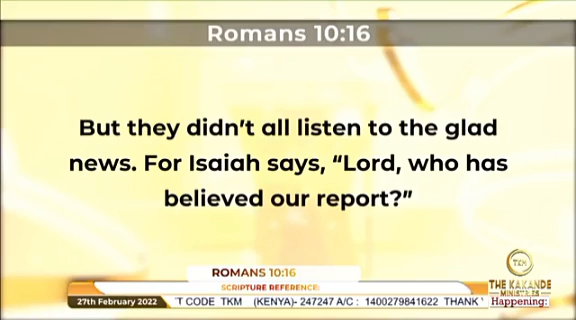 Romans 10:16
But they didn’t all listen to the glad
news. For Isaiah says, “Lord, who has
believed our report?”
ROMANS 10:16
SCRIPTURE REFERENCE:
TKM
THE KAKANDE
MINISTRIES
27th February 2022
T CODE TKM (KENYA)- 247247 A/C : 1400279841622 THANK
Happening: